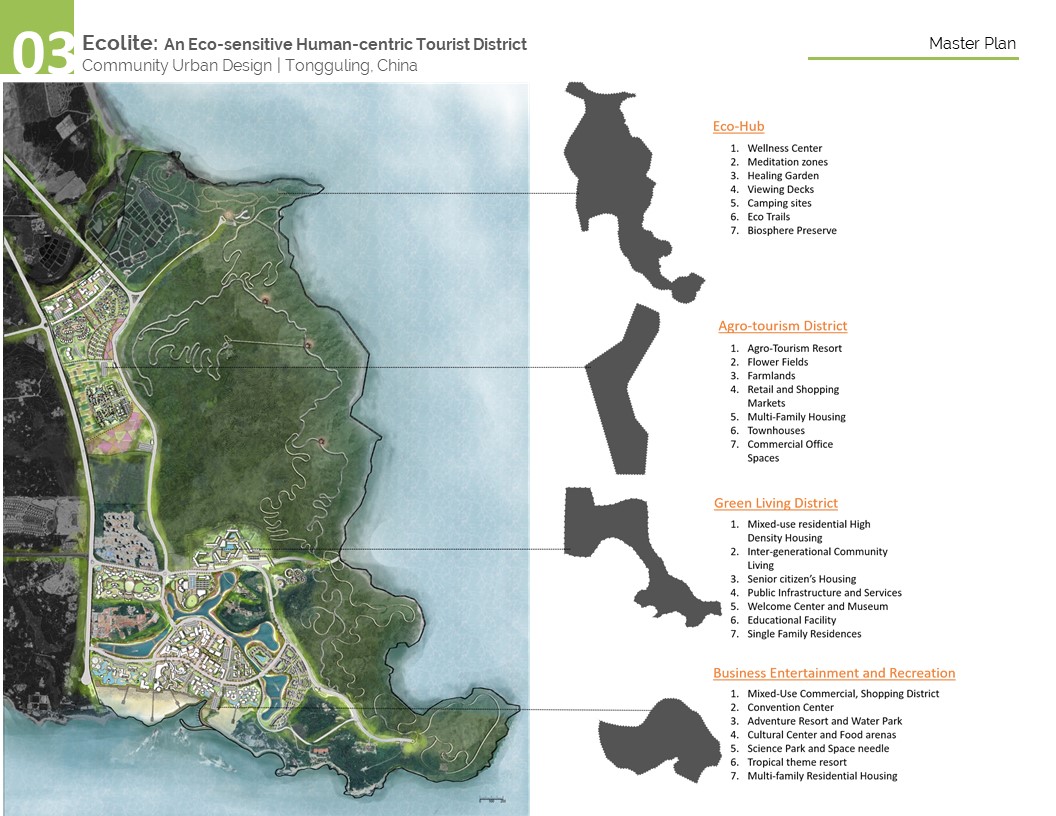 03
Ecolite: An Eco-sensitive Human-centric Tourist District
Community Urban Design | Tongguling, China
Master Plan
Eco-Hub
1. Wellness Center
2. Meditation zones
3. Healing Garden
4. Viewing Decks
5. Camping sites
6. Eco Trails
7. Biosphere Preserve
Agro-tourism District
1. Agro-Tourism Resort
2. Flower Fields
3. Farmlands
4. Retail and Shopping
Markets
5. Multi-Family Housing
6. Townhouses
7. Commercial Office
Spaces
Green Living District
1. Mixed-use residential High
Density Housing
2. Inter-generational Community
Living
3. Senior citizen's Housing
4. Public Infrastructure and Services
5. Welcome Center and Museum
6. Educational Facility
7. Single Family Residences
Business Entertainment and Recreation
1. Mixed-Use Commercial, Shopping District
2. Convention Center
3. Adventure Resort and Water Park
4. Cultural Center and Food arenas
5. Science Park and Space needle
6. Tropical theme resort
7. Multi-family Residential Housing